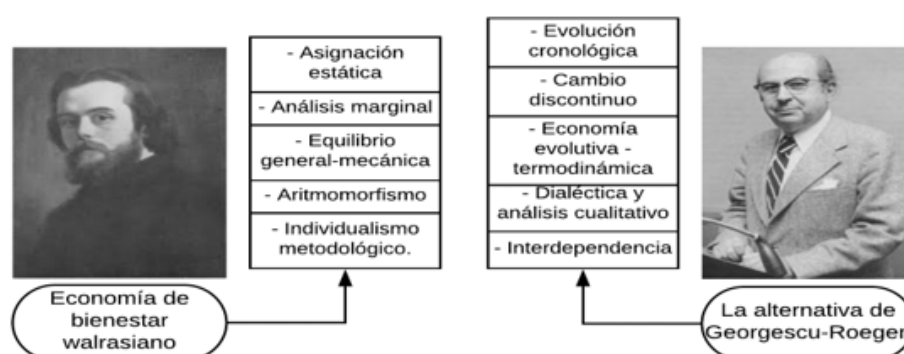 - Asignación
estática
- Análisis marginal
- Equilibrio
general-mecánica
- Aritmomorfismo
- Individualismo
metodológico.
Economía de
bienestar
walrasiano
- Evolución
cronológica
- Cambio
discontinuo
- Economía
evolutiva -
termodinámica
- Dialéctica y
análisis cualitativo
- Interdependencia
La alternativa de
Georgescu-Roegen